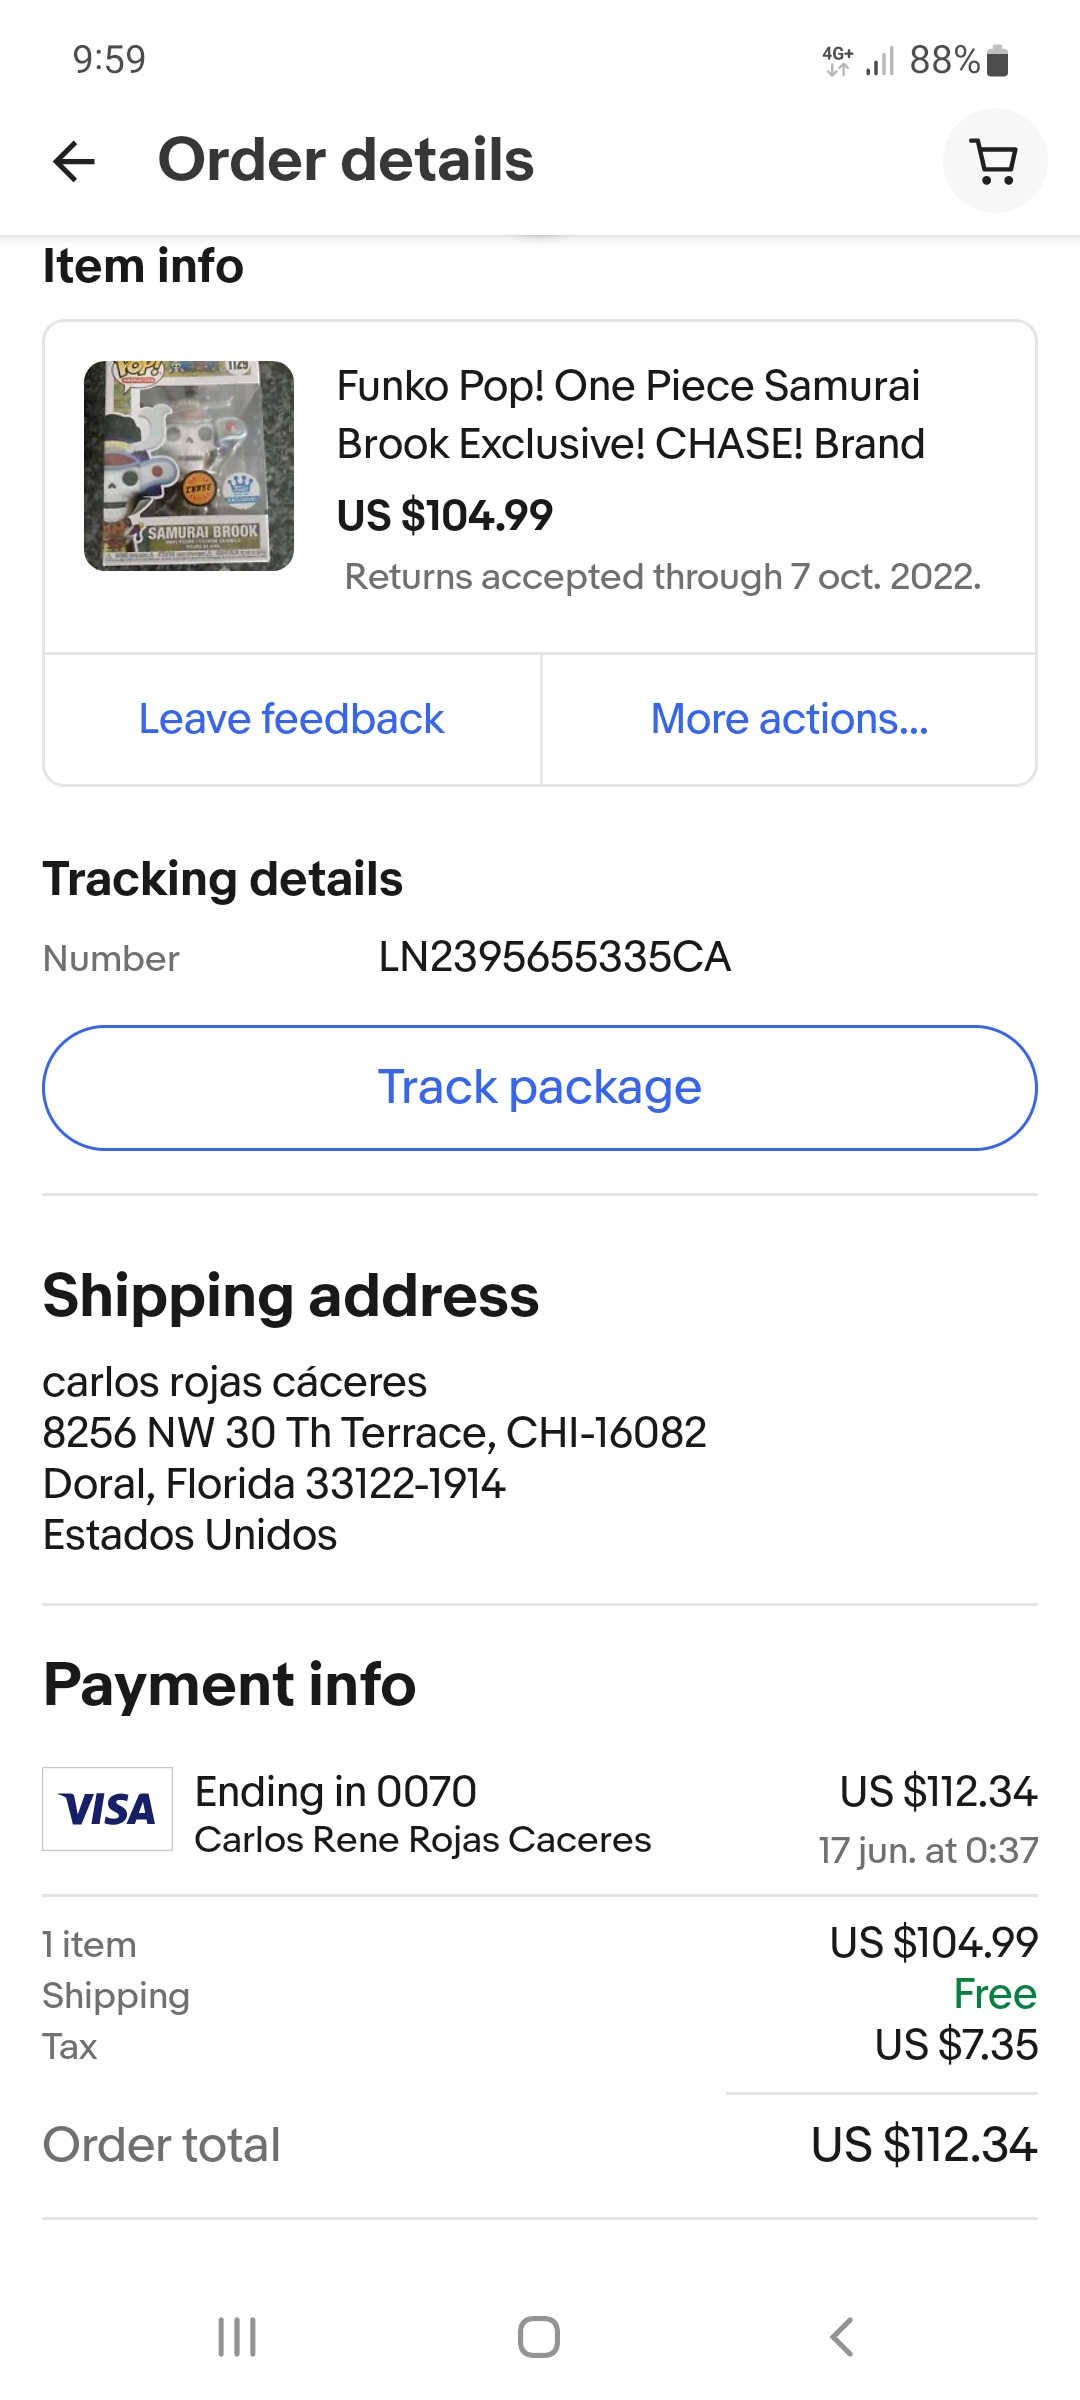 9:59
4G+ 88%
Order details
Item info
POP!
1129
CHASE
SAMURAI BROOK
Funko Pop! One Piece Samurai
Brook Exclusive! CHASE! Brand
US $104.99
Returns accepted through 7 oct. 2022.
Leave feedback
More actions...
Tracking details
Number LN2395655335CA
Track package
Shipping address
carlos rojas cáceres
8256 NW 30 Th Terrace, CHI-16082
Doral, Florida 33122-1914
Estados Unidos
Payment info
VISA
Ending in 0070 US $112.34
Carlos Rene Rojas Caceres 17 jun. at 0:37
1 item US $104.99
Shipping Free
Tax US $7.35
Order total US $112.34